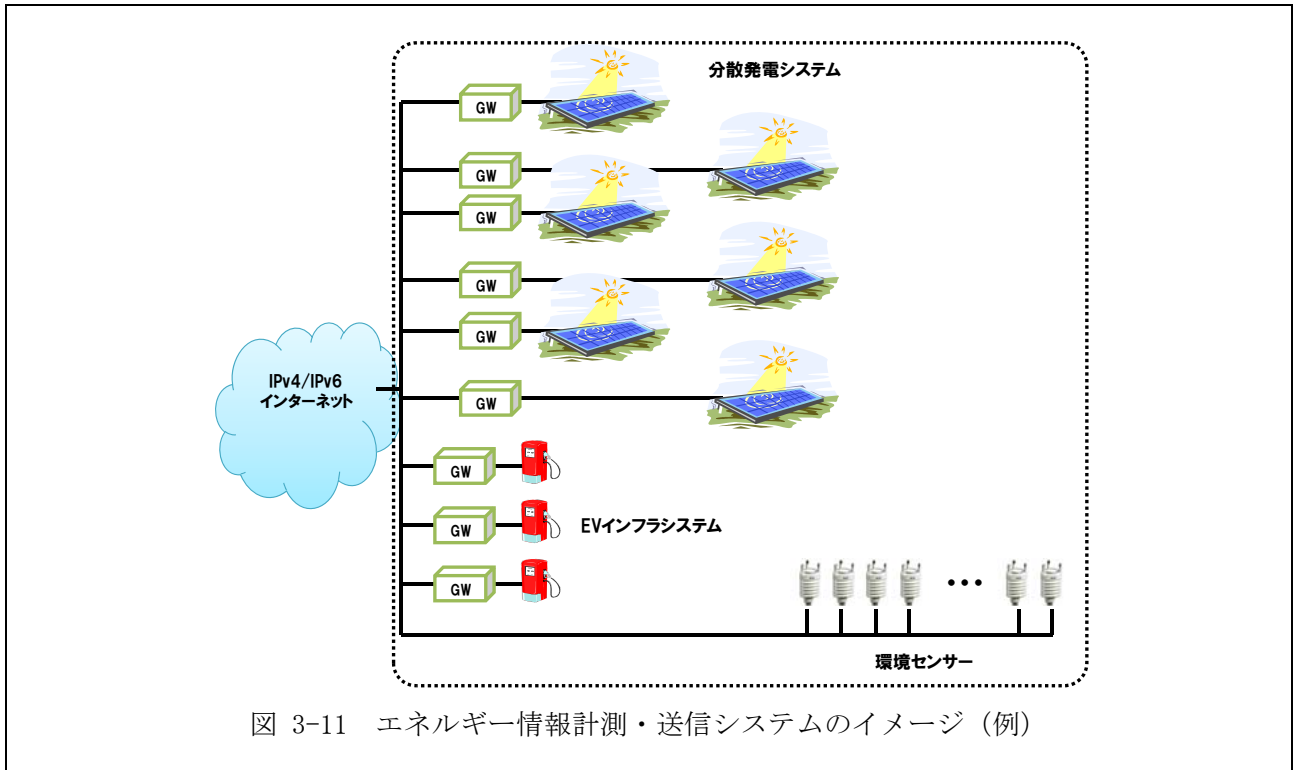 分散発電システム
GW
GW
GW
GW
GW
GW
IPv4/IPv6
インターネット
GW
GW
EVインフラシステム
GW
•••
環境センサー
図 3-11 エネルギー情報計測・送信システムのイメージ（例）